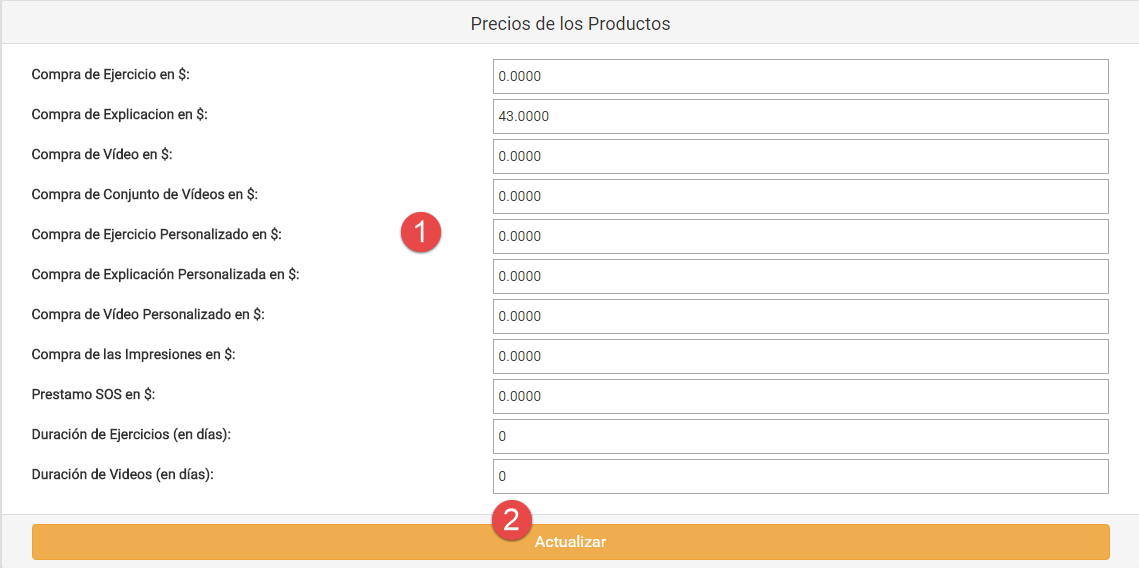 Precios de los Productos
Compra de Ejercicio en $: 0.0000
Compra de Explicacion en $: 43.0000
Compra de Vídeo en $: 0.0000
Compra de Conjunto de Vídeos en $: 0.0000
Compra de Ejercicio Personalizado en $: 1 0.0000
Compra de Explicación Personalizada en $: 0.0000
Compra de Vídeo Personalizado en $: 0.0000
Compra de las Impresiones en $: 0.0000
Prestamo SOS en $: 0.0000
Duración de Ejercicios (en días): 0
Duración de Videos (en días): 0
2
Actualizar